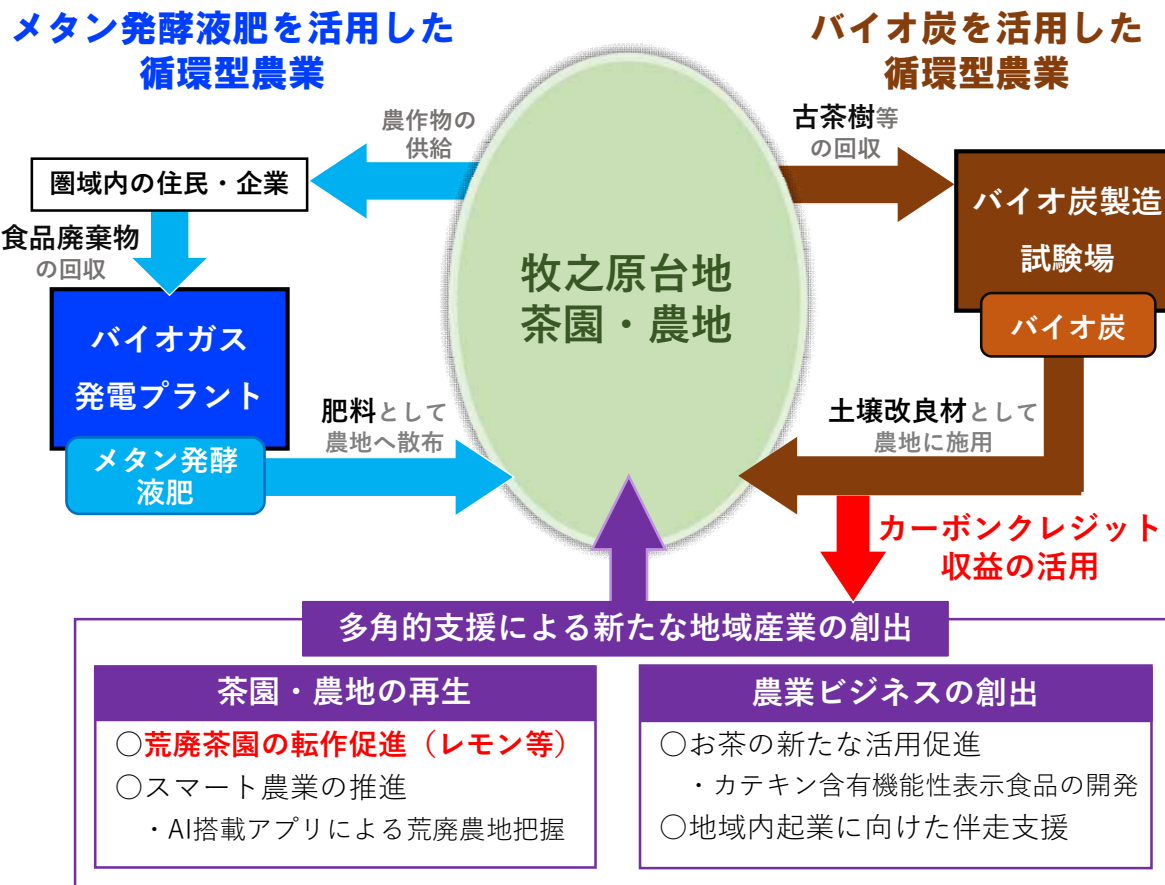 メタン発酵液肥を活用した
循環型農業
バイオ炭を活用した
循環型農業
農作物の
供給
古茶樹等
の回収
圏域内の住民・企業
食品廃棄物
の回収
バイオ炭製造
試験場
バイオ炭
牧之原台地
茶園・農地
バイオガス
発電プラント
メタン発酵
液肥
肥料として
農地へ散布
土壌改良材として
農地に施用
カーボンクレジット
収益の活用
多角的支援による新たな地域産業の創出
茶園・農地の再生
○荒廃茶園の転作促進（レモン等）
○スマート農業の推進
・AI搭載アプリによる荒廃農地把握
農業ビジネスの創出
○お茶の新たな活用促進
・カテキン含有機能性表示食品の開発
○地域内起業に向けた伴走支援